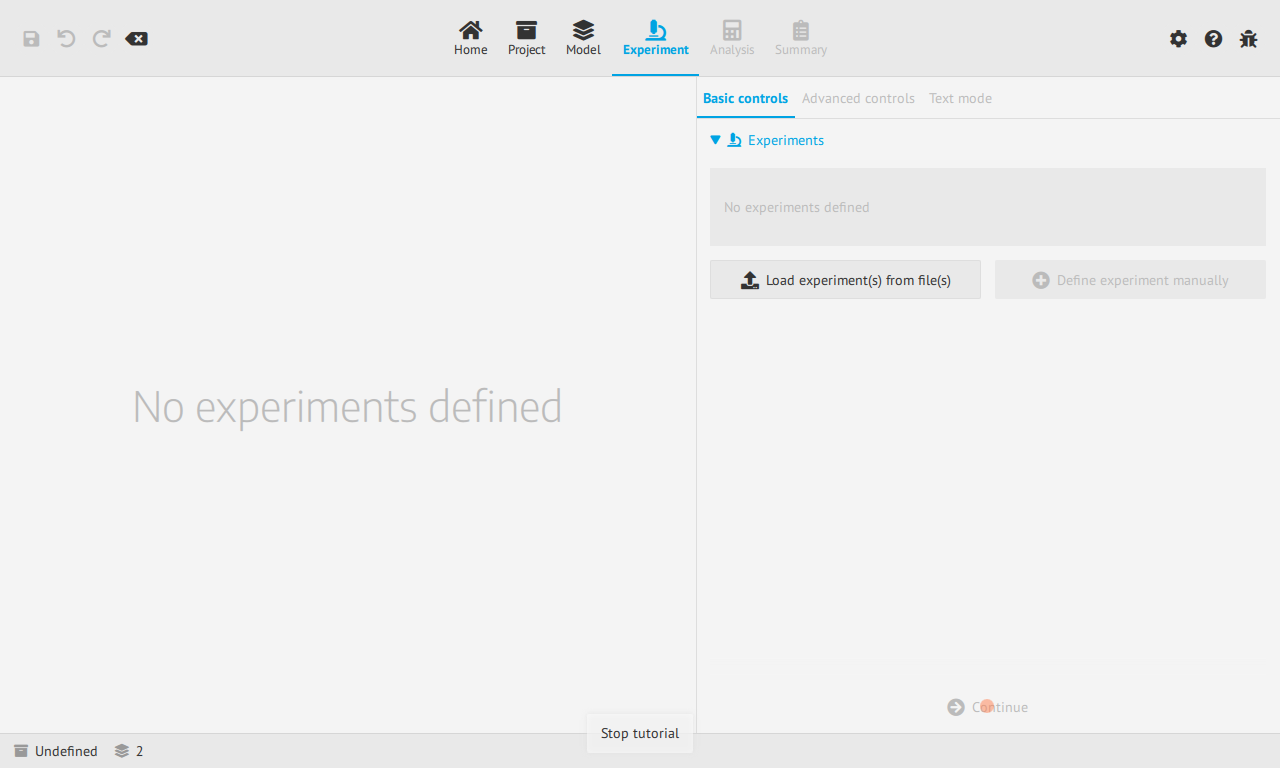 Home
Project
Model
Experiment
Analysis
Summary
Basic controls
Advanced controls
Text mode
Experiments
No experiments defined
Load experiment(s) from file(s)
Define experiment manually
No experiments defined
Continue
Stop tutorial
Undefined
2